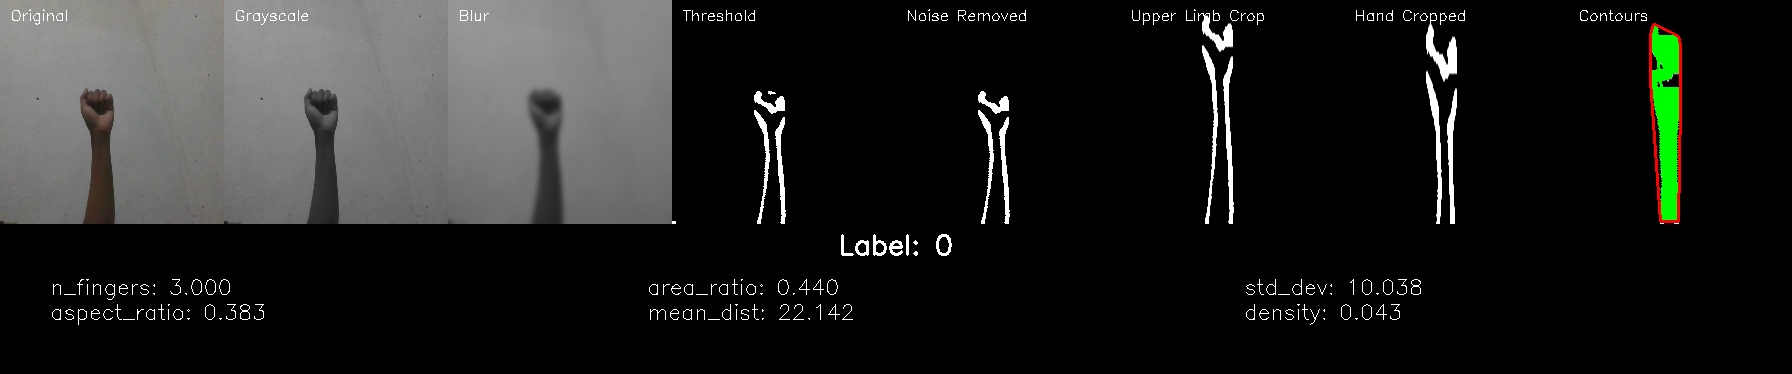 Original
Grayscale
Blur
Threshold
Noise Removed
Upper Limb Crop
Hand Cropped
Contours
Label: 0
n_fingers: 3.000
area_ratio: 0.440
std_dev: 10.038
aspect_ratio: 0.383
mean_dist: 22.142
density: 0.043